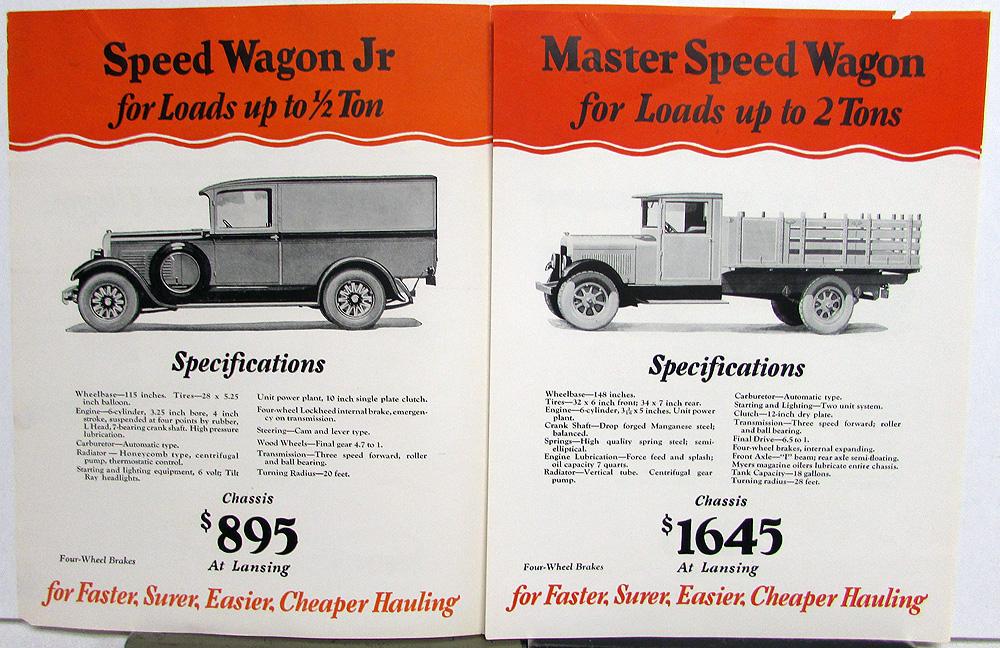 Speed Wagon Jr
for Loads up to ½ Ton
Specifications
Wheelbase—115 inches. Tires—28 x 5.25
inch balloon.
Engine—6-cylinder, 3.25 inch bore, 4 inch
stroke, suspended at four points by rubber,
L Head, 7-bearing crank shaft. High pressure
lubrication.
Carburetor—Automatic type.
Radiator—Honeycomb type, centrifugal
pump, thermostatic control.
Starting and lighting equipment, 6 volt; Tilt
Ray headlights.
Unit power plant, 10 inch single plate clutch.
Four-wheel Lockheed internal brake, emergen-
cy on transmission.
Steering—Cam and lever type.
Wood Wheels—Final gear 4.7 to 1.
Transmission—Three speed forward, roller
and ball bearing.
Turning Radius—20 feet.
Chassis
$895
At Lansing
Four-Wheel Brakes
for Faster, Surer, Easier, Cheaper Hauling
Master Speed Wagon
for Loads up to 2 Tons
Specifications
Wheelbase—148 inches.
Tires—32 x 6 inch front; 34 x 7 inch rear.
Engine—6-cylinder, x 5 inches. Unit power
plant.
Crank Shaft—Drop forged Manganese steel;
balanced.
Springs—High quality spring steel; semi-
elliptical.
Engine Lubrication—Force feed and splash;
oil capacity 7 quarts.
Radiator—Vertical tube. Centrifugal gear
pump.
Carburetor—Automatic type.
Starting and Lighting—Two unit system.
Clutch—12-inch dry plate.
Transmission—Three speed forward; roller
and ball bearing.
Final Drive—6.5 to 1.
Four-wheel brakes, internal expanding.
Front Axle—"I" beam; rear axle semi-floating.
Myers magazine oilers lubricate entire chassis.
Tank Capacity—18 gallons.
Turning radius—28 feet.
Chassis
$1645
At Lansing
Four-Wheel Brakes
for Faster, Surer, Easier, Cheaper Hauling